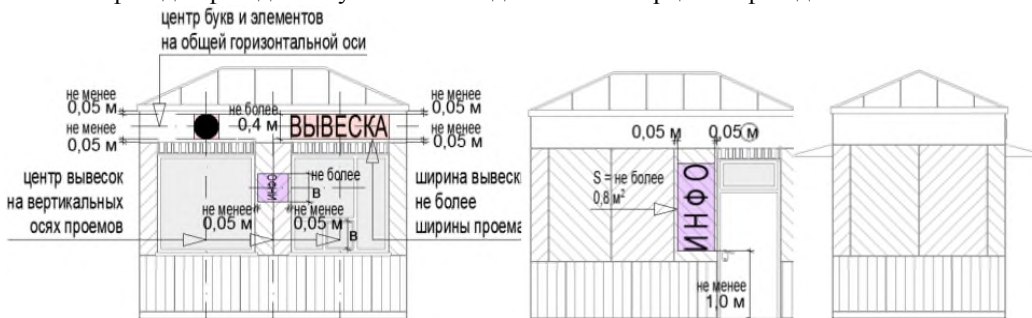 центр букв и элементов
на общей горизонтальной оси
не менее
0,05 м
не менее
0,05 м
не более
0,4 м
ВЫВЕСКА
не менее
0,05 м
не менее
0,05 м
центр вывесок
на вертикальных
осях проемов
ИНФО
не более
В
не менее
0,05 м
не менее
0,05 м
В
ширина вывеск
не более
ширины проема
0,05 м
0,05 м
S = не более
0,8 м²
ИНФО
не менее
1,0 м